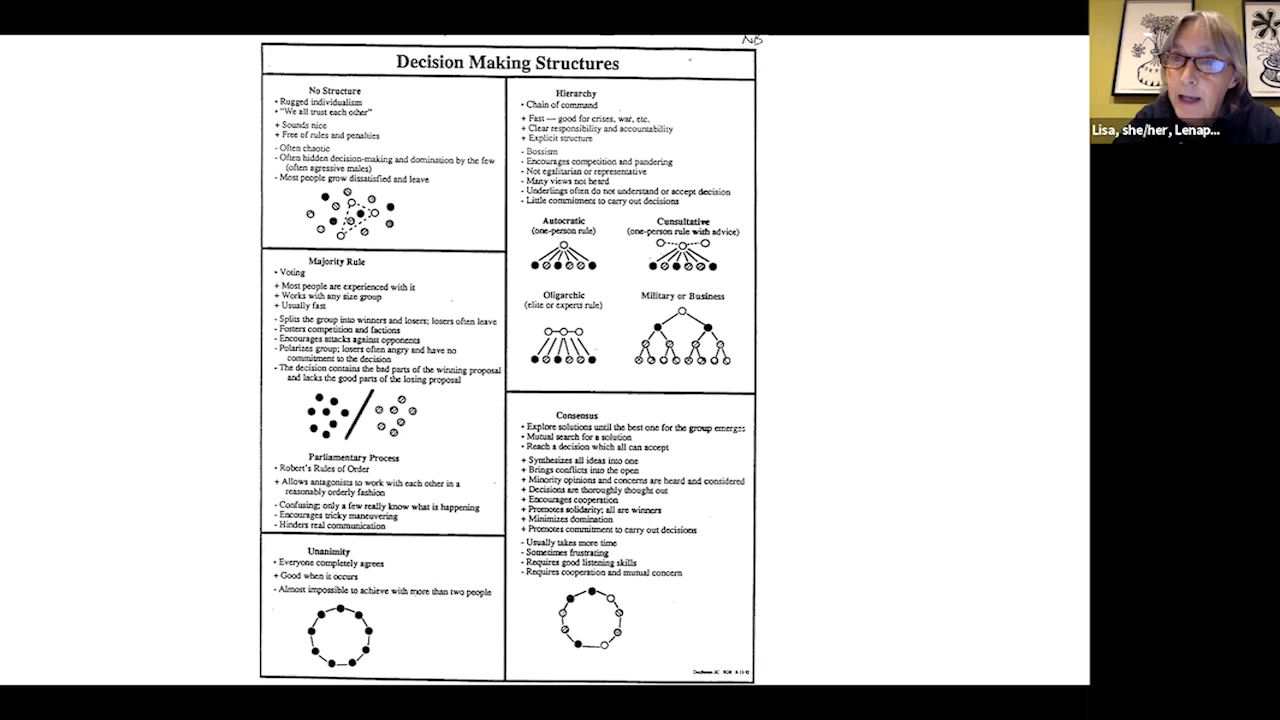 NB
Decision Making Structures
No Structure
• Rugged individualism
• "We all trust each other"
+ Sounds nice
+ Free of rules and penalties
- Often chaotic
- Often hidden decision-making and domination by the few
(often agressive males)
- Most people grow dissatisfied and leave
Majority Rule
• Voting
+ Most people are experienced with it
+ Works with any size group
+ Usually fast
- Splits the group into winners and losers; losers often leave
- Fosters competition and factions
- Encourages attacks against opponents
- Polarizes group; losers often angry and have no
commitment to the decision
- The decision contains the bad parts of the winning proposal
and lacks the good parts of the losing proposal
Parliamentary Process
• Robert's Rules of Order
+ Allows antagonists to work with each other in a
reasonably orderly fashion
- Confusing; only a few really know what is happening
- Encourages tricky maneuvering
- Hinders real communication
Unanimity
• Everyone completely agrees
+ Good when it occurs
- Almost impossible to achieve with more than two people
Hierarchy
• Chain of command
+ Fast — good for crises, war, etc.
+ Clear responsibility and accountability
+ Explicit structure
- Bossism
- Encourages competition and pandering
- Not egalitarian or representative
- Many views not heard
- Underlings often do not understand or accept decision
- Little commitment to carry out decisions
Autocratic
(one-person rule)
Cunsultative
(one-person rule with advice)
Oligarchic
(elite or experts rule)
Military or Business
Consensus
• Explore solutions until the best one for the group emerges
• Mutual search for a solution
• Reach a decision which all can accept
+ Synthesizes all ideas into one
+ Brings conflicts into the open
+ Minority opinions and concerns are heard and considered
+ Decisions are thoroughly thought out
+ Encourages cooperation
+ Promotes solidarity; all are winners
+ Minimizes domination
+ Promotes commitment to carry out decisions
- Usually takes more time
- Sometimes frustrating
- Requires good listening skills
- Requires cooperation and mutual concern
Lisa, she/her, Lenap...